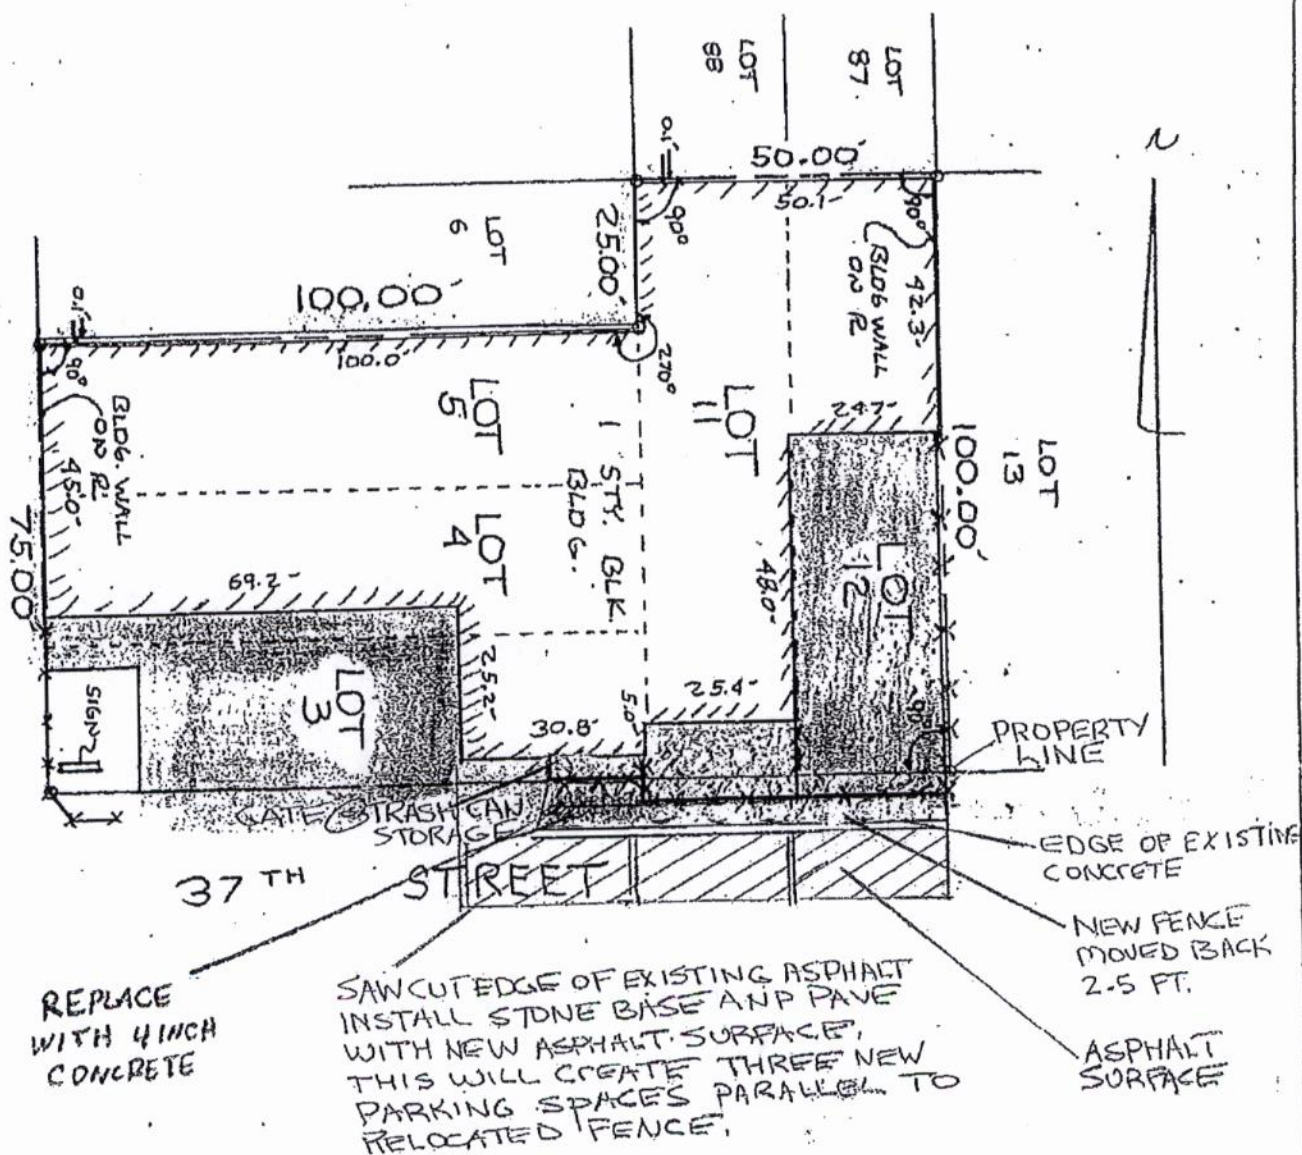 LOT
88
LOT
87
N
0.1'
50.00'
50.1-
90°
90°
LOT
6
25.00'
BLDG WALL
ON PL
42.3-
100.00'
0.1'
100.0'
90°
270°
BLDG. WALL
ON PL
45.0-
LOT
5
LOT
11
24.7-
LOT
13
100.00'
1 STY. BLK.
BLDG.
LOT
4
75.00'
69.2-
48.0-
LOT
12
LOT
3
25.2-
SIGN
30.8'
5.0'
25.4-
90°
PROPERTY
LINE
GATE @ TRASH CAN
STORAGE
37TH STREET
EDGE OF EXISTING
CONCRETE
NEW FENCE
MOVED BACK
2.5 FT.
ASPHALT
SURFACE
REPLACE
WITH 4 INCH
CONCRETE
SAWCUT EDGE OF EXISTING ASPHALT
INSTALL STONE BASE AND PAVE
WITH NEW ASPHALT SURFACE.
THIS WILL CREATE THREE NEW
PARKING SPACES PARALLEL TO
RELOCATED FENCE.